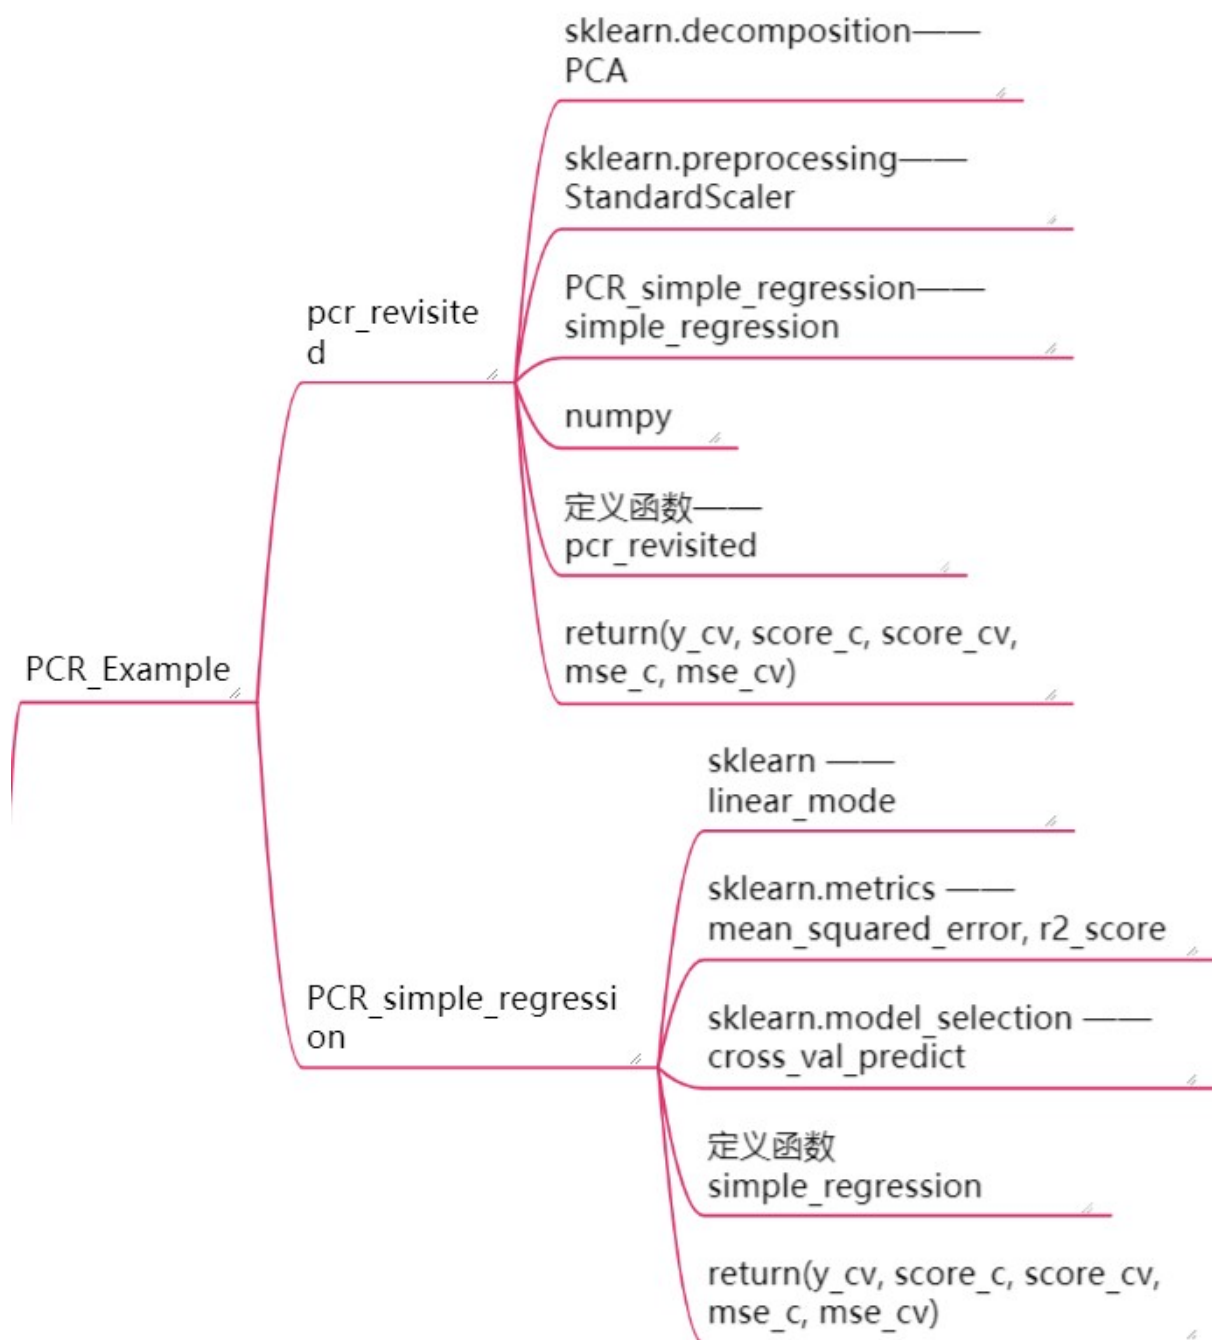 sklearn.decomposition——
PCA
sklearn.preprocessing——
StandardScaler
PCR_simple_regression——
simple_regression
pcr_revisite
d
numpy
定义函数——
pcr_revisited
return(y_cv, score_c, score_cv,
mse_c, mse_cv)
PCR_Example
sklearn ——
linear_mode
sklearn.metrics ——
mean_squared_error, r2_score
PCR_simple_regressi
on
sklearn.model_selection ——
cross_val_predict
定义函数
simple_regression
return(y_cv, score_c, score_cv,
mse_c, mse_cv)